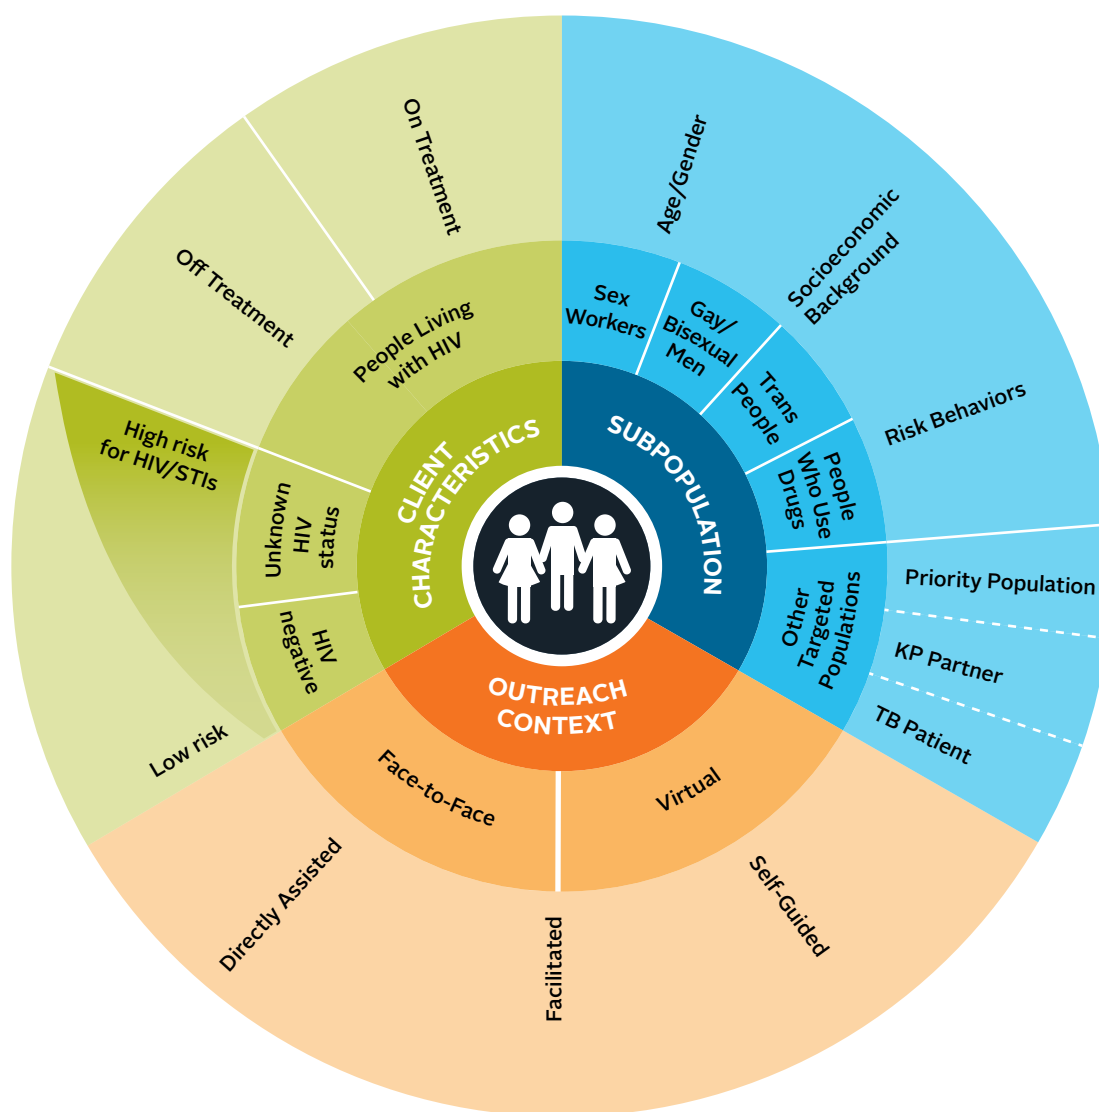 CLIENT
CHARACTERISTICS
SUBPOPULATION
OUTREACH
CONTEXT
On Treatment
Off Treatment
People Living
with HIV
High risk
for HIV/STIs
Unknown
HIV
status
HIV
negative
Low risk
Age/Gender
Socioeconomic
Background
Risk Behaviors
Sex
Workers
Gay/
Bisexual
Men
Trans
People
People
Who Use
Drugs
Other
Targeted
Populations
Priority Population
KP Partner
TB Patient
Face-to-Face
Virtual
Directly Assisted
Facilitated
Self-Guided